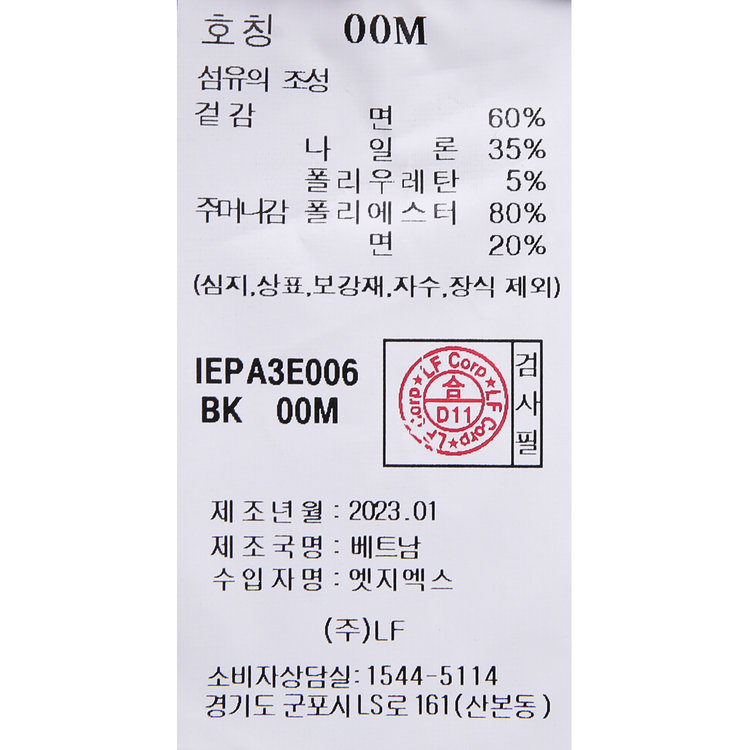 호칭 00M
섬유의 조성
겉감 면 60%
나일론 35%
폴리우레탄 5%
주머니감 폴리에스터 80%
면 20%
(심지,상표,보강재,자수,장식 제외)
IEPA3E006
BK 00M
LF Corp★LF Corp★LF Corp★
合
D11
검사필
제조년월 : 2023.01
제조국명 : 베트남
수입자명 : 엣지엑스
(주)LF
소비자상담실: 1544-5114
경기도 군포시 LS로 161(산본동)